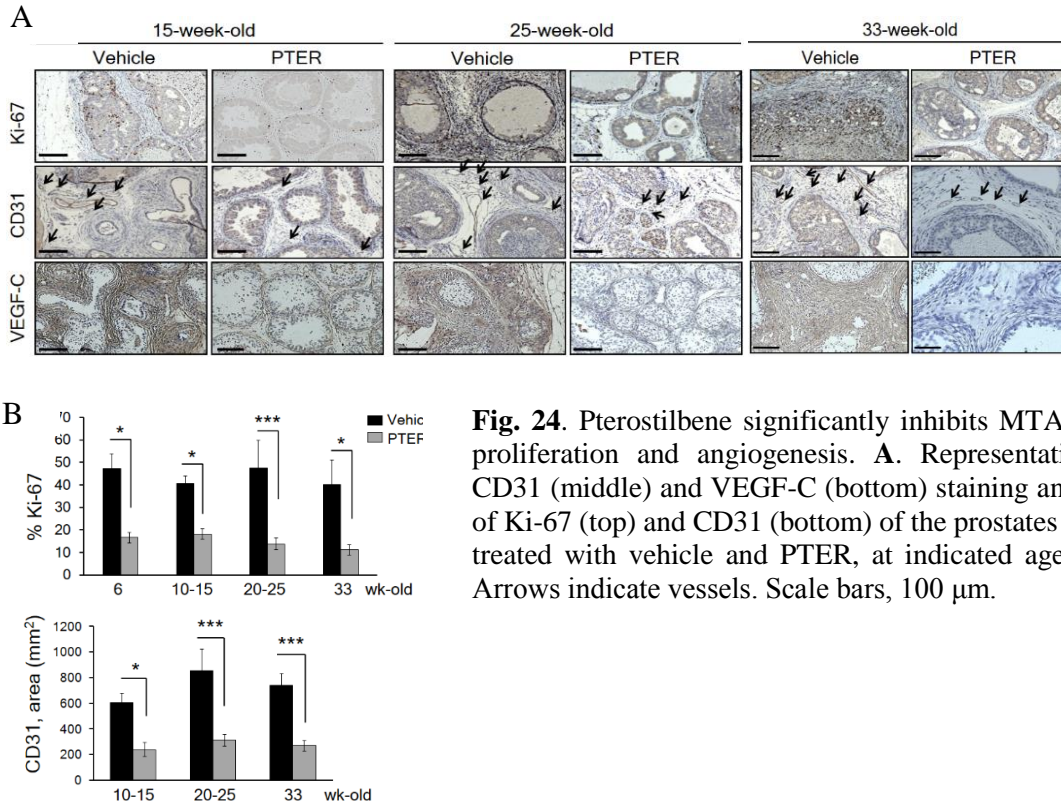 A
15-week-old 25-week-old 33-week-old
Vehicle PTER Vehicle PTER Vehicle PTER
Ki-67
CD31
VEGF-C
B
% Ki-67
70
60
50
40
30
20
10
0
* * *** *
Vehic
PTER
6 10-15 20-25 33 wk-old
CD31, area (mm²)
1200
1000
800
600
400
200
0
* *** ***
10-15 20-25 33 wk-old
Fig. 24. Pterostilbene significantly inhibits MTA
proliferation and angiogenesis. A. Representati
CD31 (middle) and VEGF-C (bottom) staining an
of Ki-67 (top) and CD31 (bottom) of the prostates
treated with vehicle and PTER, at indicated age
Arrows indicate vessels. Scale bars, 100 μm.